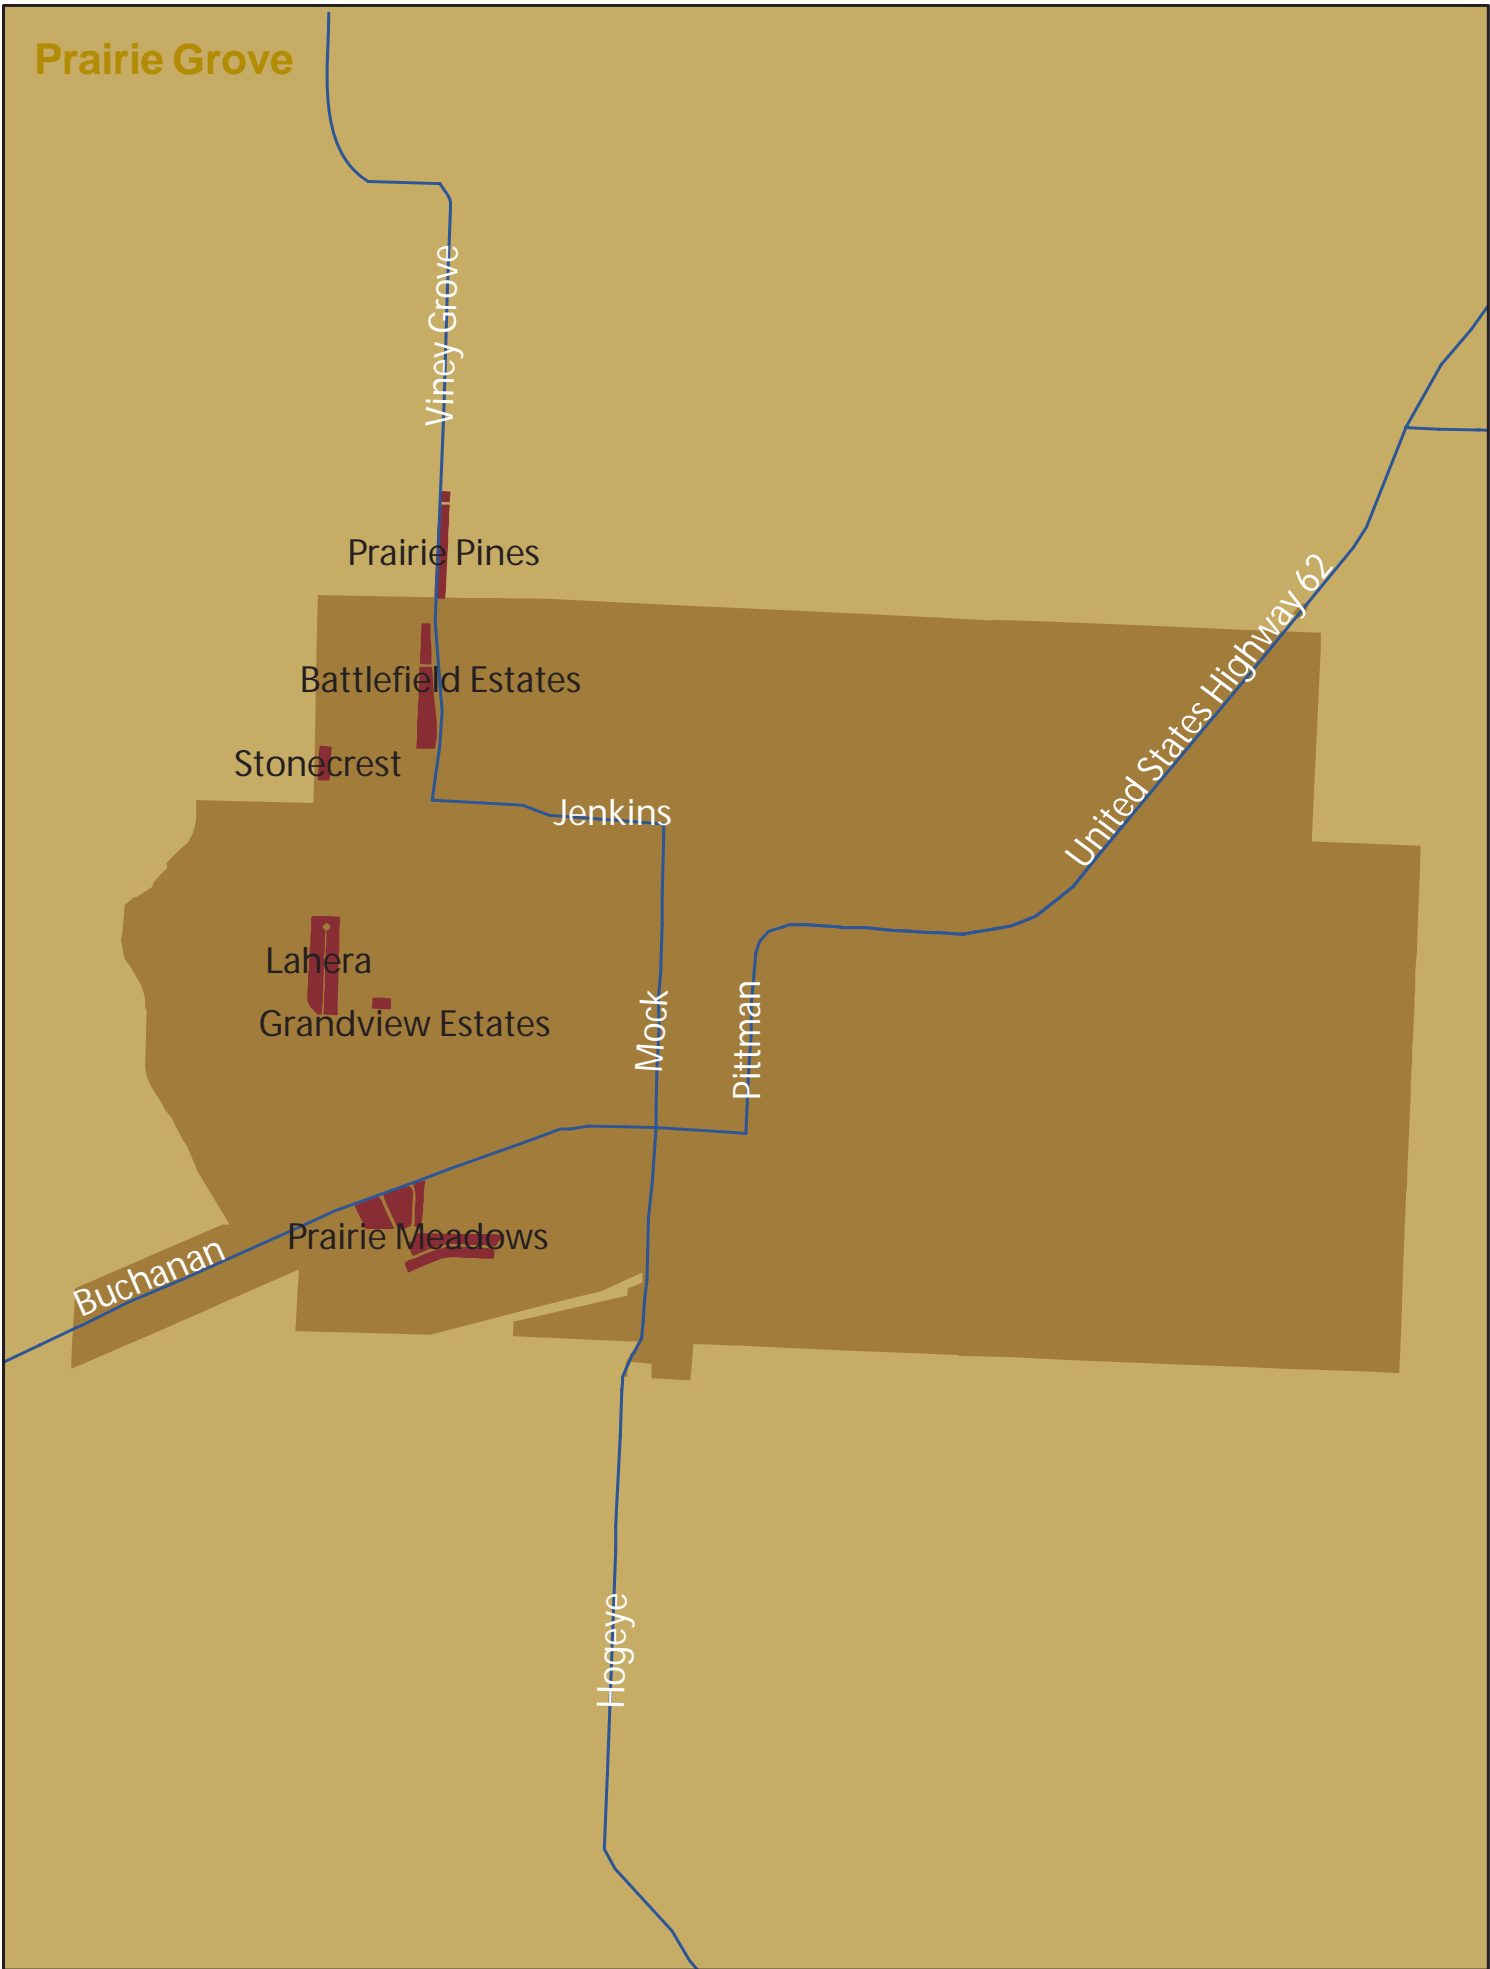 Prairie Grove
Viney Grove
Prairie Pines
United States Highway 62
Battlefield Estates
Stonecrest
Jenkins
Lahera
Grandview Estates
Mock
Pittman
Prairie Meadows
Buchanan
Hogeye